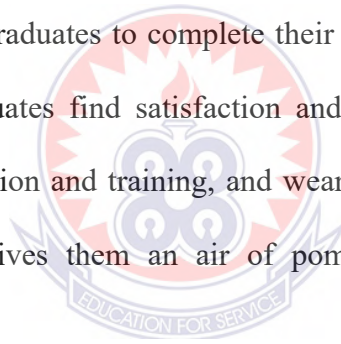 raduates to complete their
uates find satisfaction and
ion and training, and wear
ives them an air of pom
EDUCATION FOR SERVICE